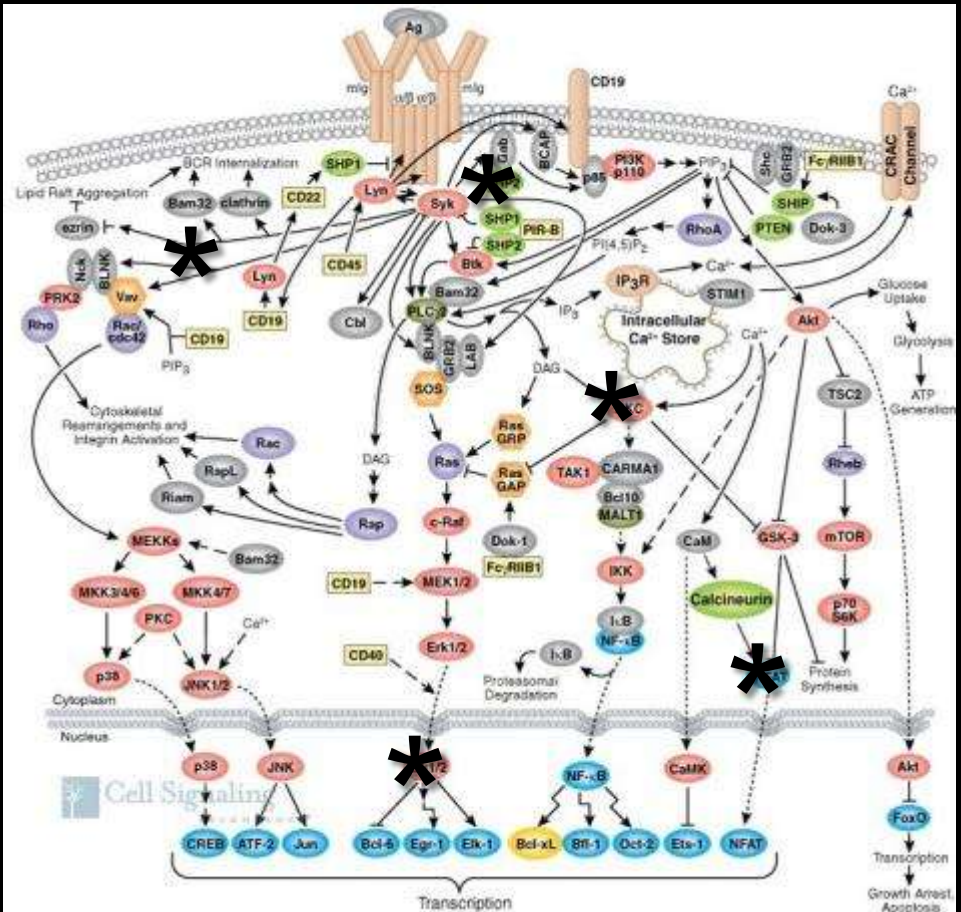 Ag
mIg
α/β α/β
mIg
CD19
Ca²⁺
CRAC
Channel
BCR Internalization
Lipid Raft Aggregation
ezrin
Bam32
clathrin
CD22
SHP1
Lyn
Syk
Gab
BCAP
p85
PI3K
p110
PIP₃
Shc
GRB2
FcγRIIB1
SHIP
PTEN
Dok-3
SHP1
SHP2
PIR-B
Btk
Bam32
PLCγ2
BLNK
GRB2
LAB
SOS
RhoA
PI(4,5)P₂
IP₃
IP₃R
Ca²⁺
STIM1
Intracellular
Ca²⁺ Store
Nck
BLNK
PRK2
Vav
Rho
Rac/
cdc42
CD19
PIP₃
Lyn
CD19
CD45
Cbl
Akt
Glucose
Uptake
Glycolysis
ATP
Generation
Ca²⁺
DAG
TSC2
Rheb
mTOR
p70
S6K
Protein
Synthesis
Cytoskeletal
Rearrangements and
Integrin Activation
Rac
RapL
Riam
DAG
Rap
Ras
Ras
GRP
Ras
GAP
Dok-1
FcγRIIB1
c-Raf
CD19
MEK1/2
Erk1/2
CD40
TAK1
CARMA1
Bcl10
MALT1
IKK
IκB
NF-κB
IκB
Proteasomal
Degradation
CaM
Calcineurin
GSK-3
MEKKs
Bam32
MKK3/4/6
MKK4/7
PKC
Ca²⁺
p38
JNK1/2
Cytoplasm
Nucleus
p38
JNK
NF-κB
CaMK
Akt
Cell Signaling
CREB
ATF-2
Jun
Bcl-6
Egr-1
Elk-1
Bcl-xL
Bfl-1
Oct-2
Ets-1
NFAT
FoxO
Transcription
Growth Arrest,
Apoptosis
Transcription